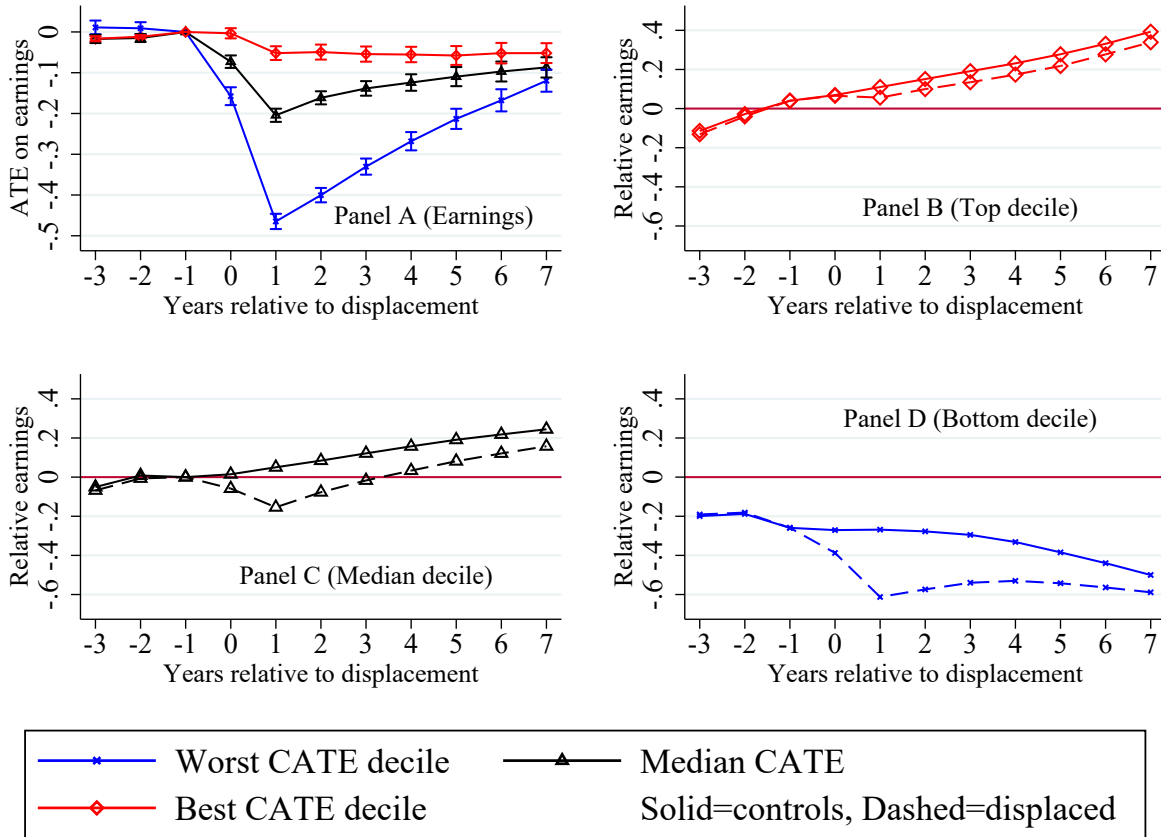 ATE on earnings
0
-.1
-.2
-.3
-.4
-.5
Panel A (Earnings)
-3 -2 -1 0 1 2 3 4 5 6 7
Years relative to displacement
Relative earnings
.4
.2
0
-.2
-.4
-.6
Panel B (Top decile)
-3 -2 -1 0 1 2 3 4 5 6 7
Years relative to displacement
Relative earnings
.4
.2
0
-.2
-.4
-.6
Panel C (Median decile)
-3 -2 -1 0 1 2 3 4 5 6 7
Years relative to displacement
Relative earnings
.4
.2
0
-.2
-.4
-.6
Panel D (Bottom decile)
-3 -2 -1 0 1 2 3 4 5 6 7
Years relative to displacement
Worst CATE decile
Median CATE
Best CATE decile
Solid=controls, Dashed=displaced